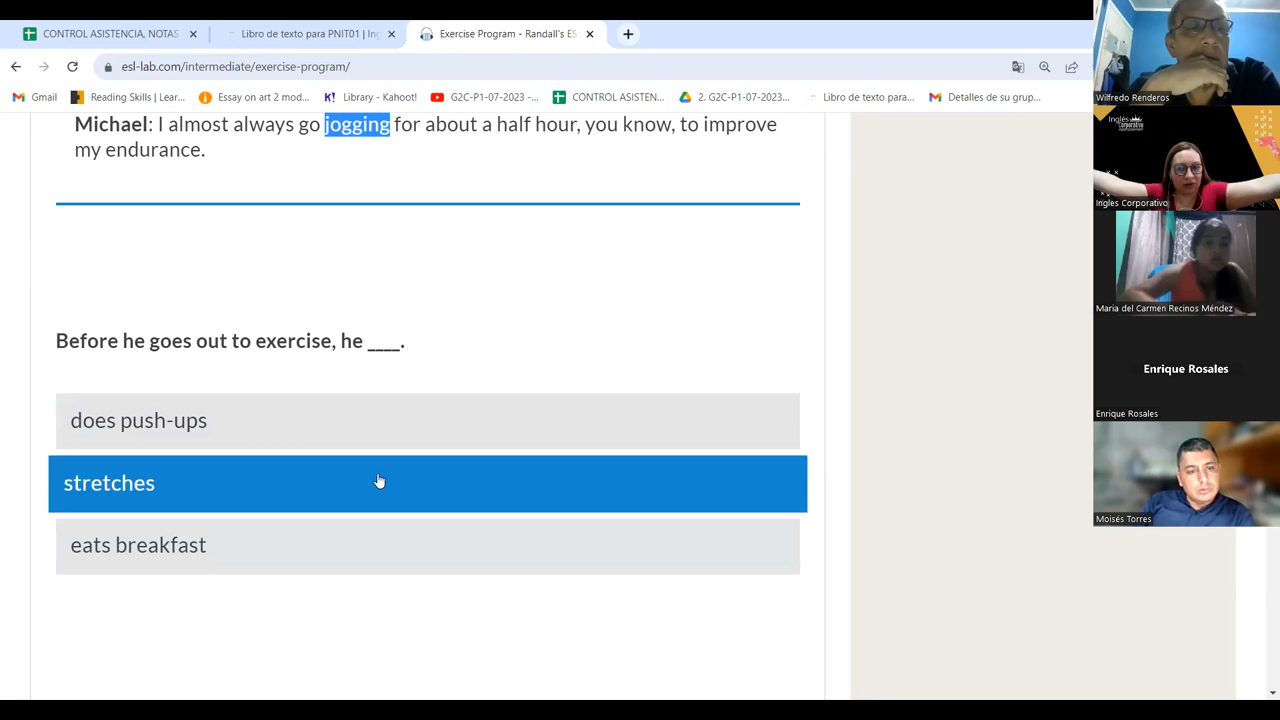 CONTROL ASISTENCIA, NOTAS
Libro de texto para PNIT01 | Ing
Exercise Program - Randall's ES
esl-lab.com/intermediate/exercise-program/
Gmail
Reading Skills | Lear...
Essay on art 2 mod...
Library - Kahoot!
G2C-P1-07-2023 -...
CONTROL ASISTEN...
2. G2C-P1-07-2023...
Libro de texto para...
Detalles de su grup...
Michael: I almost always go jogging for about a half hour, you know, to improve
my endurance.
Before he goes out to exercise, he ____.
does push-ups
stretches
eats breakfast
Wilfredo Renderos
Inglés
Corporativo
Ingles Corporativo
Maria del Carmen Recinos Méndez
Enrique Rosales
Enrique Rosales
Moisés Torres